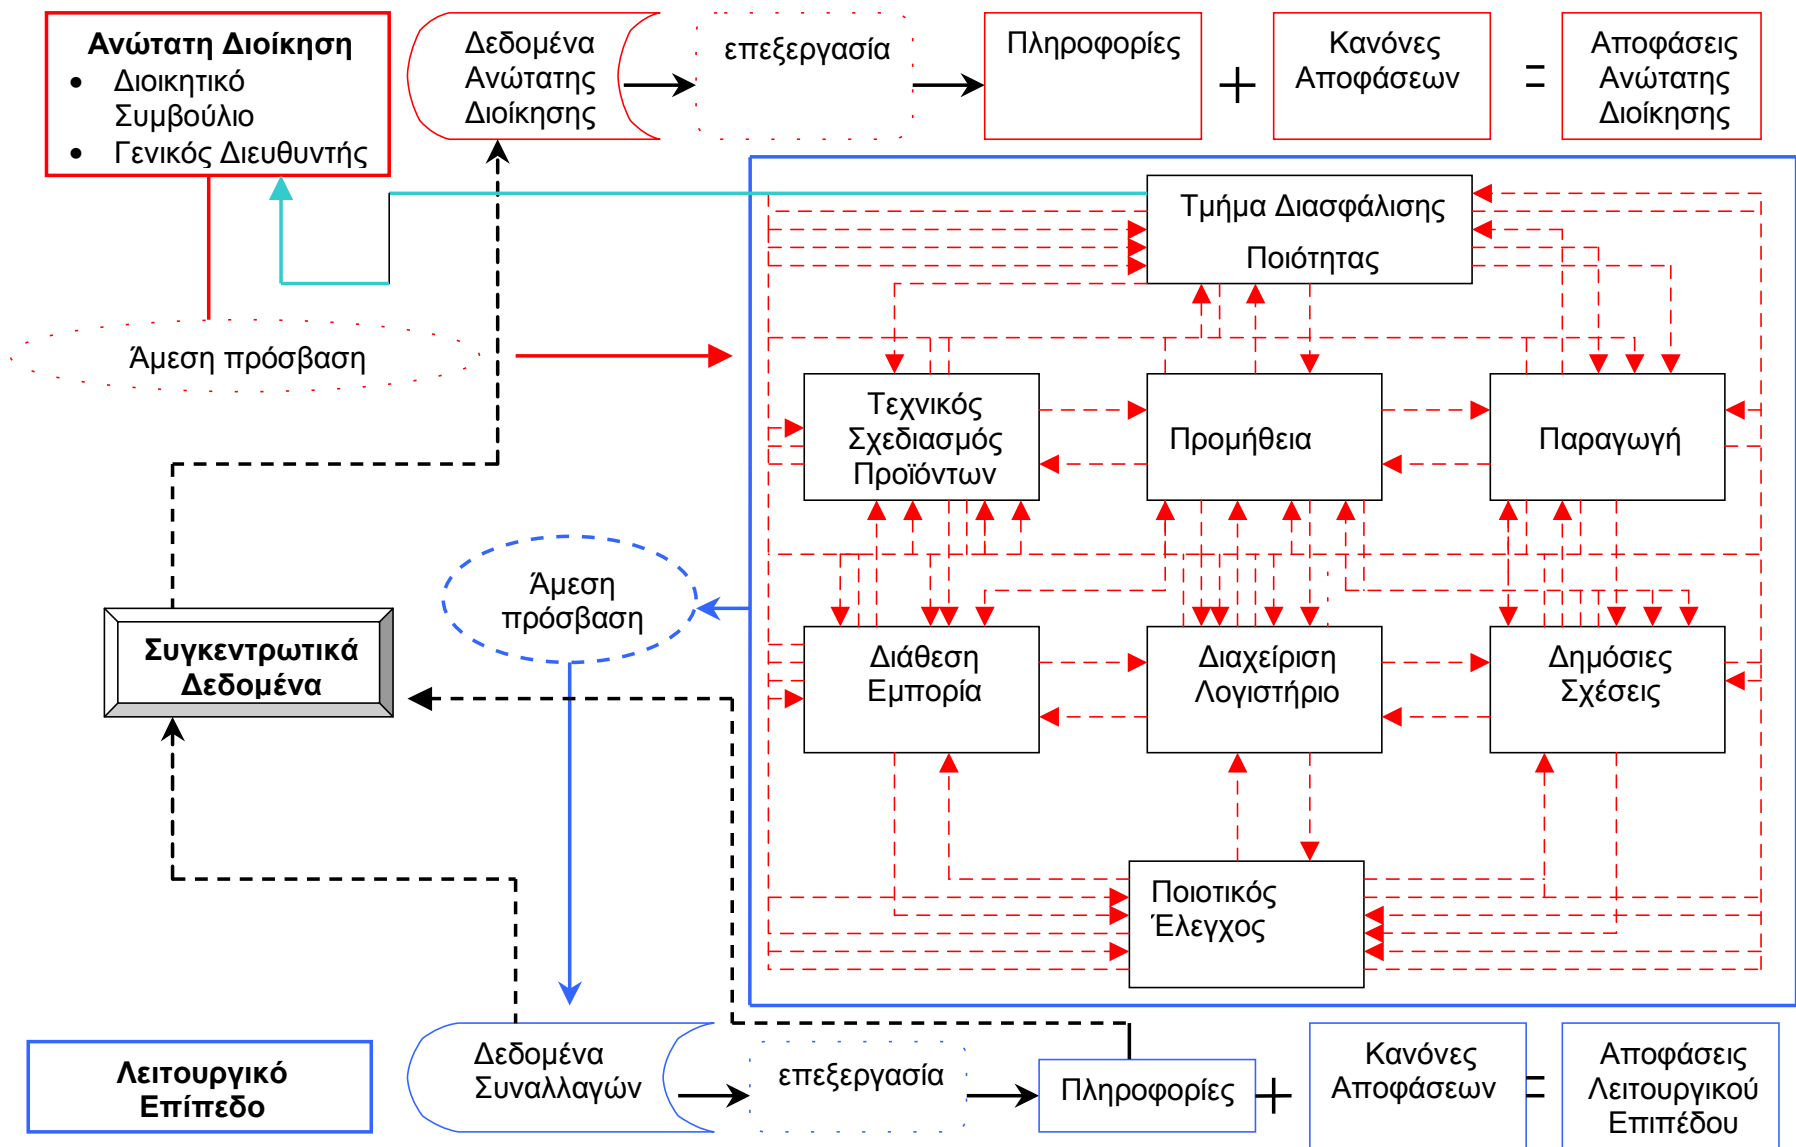 Ανώτατη Διοίκηση
• Διοικητικό
Συμβούλιο
• Γενικός Διευθυντής
Δεδομένα
Ανώτατης
Διοίκησης
επεξεργασία
Πληροφορίες
+
Κανόνες
Αποφάσεων
=
Αποφάσεις
Ανώτατης
Διοίκησης
Τμήμα Διασφάλισης
Ποιότητας
Άμεση πρόσβαση
Τεχνικός
Σχεδιασμός
Προϊόντων
Προμήθεια
Παραγωγή
Άμεση
πρόσβαση
Συγκεντρωτικά
Δεδομένα
Διάθεση
Εμπορία
Διαχείριση
Λογιστήριο
Δημόσιες
Σχέσεις
Ποιοτικός
Έλεγχος
Λειτουργικό
Επίπεδο
Δεδομένα
Συναλλαγών
επεξεργασία
Πληροφορίες
+
Κανόνες
Αποφάσεων
=
Αποφάσεις
Λειτουργικού
Επιπέδου